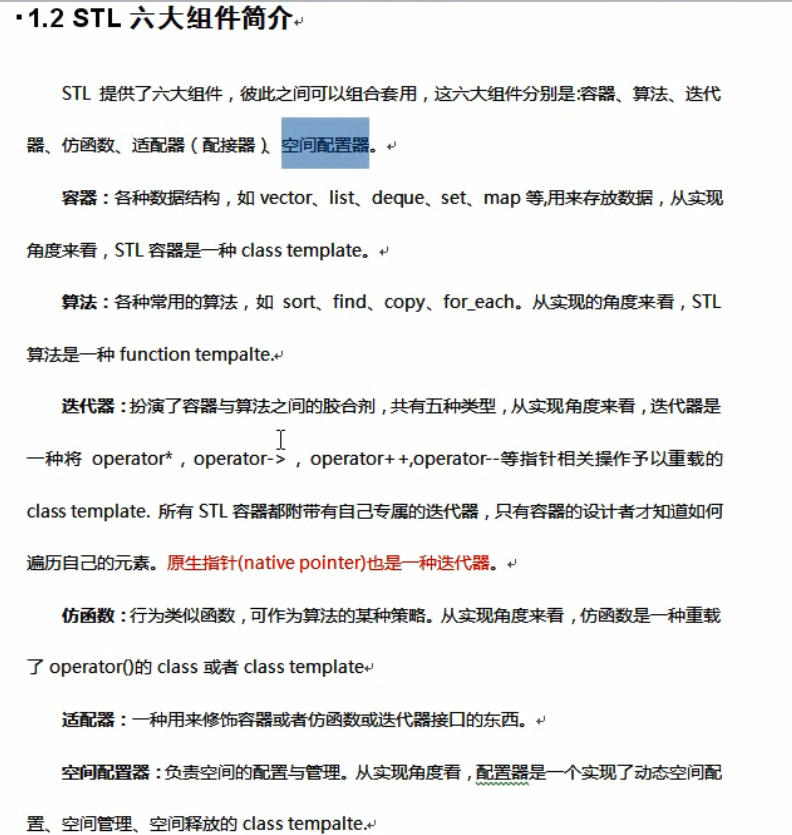 ▪1.2 STL 六大组件简介↵
STL 提供了六大组件，彼此之间可以组合套用，这六大组件分别是:容器、算法、迭代
器、仿函数、适配器（配接器）、空间配置器。↵
容器：各种数据结构，如 vector、list、deque、set、map 等,用来存放数据，从实现
角度来看，STL 容器是一种 class template。↵
算法：各种常用的算法，如 sort、find、copy、for_each。从实现的角度来看，STL
算法是一种 function tempalte.↵
迭代器：扮演了容器与算法之间的胶合剂，共有五种类型，从实现角度来看，迭代器是
一种将 operator* , operator-> , operator++,operator--等指针相关操作予以重载的
class template. 所有 STL 容器都附带有自己专属的迭代器，只有容器的设计者才知道如何
遍历自己的元素。原生指针(native pointer)也是一种迭代器。↵
仿函数：行为类似函数，可作为算法的某种策略。从实现角度来看，仿函数是一种重载
了 operator()的 class 或者 class template↵
适配器：一种用来修饰容器或者仿函数或迭代器接口的东西。↵
空间配置器：负责空间的配置与管理。从实现角度看，配置器是一个实现了动态空间配
置、空间管理、空间释放的 class tempalte.↵